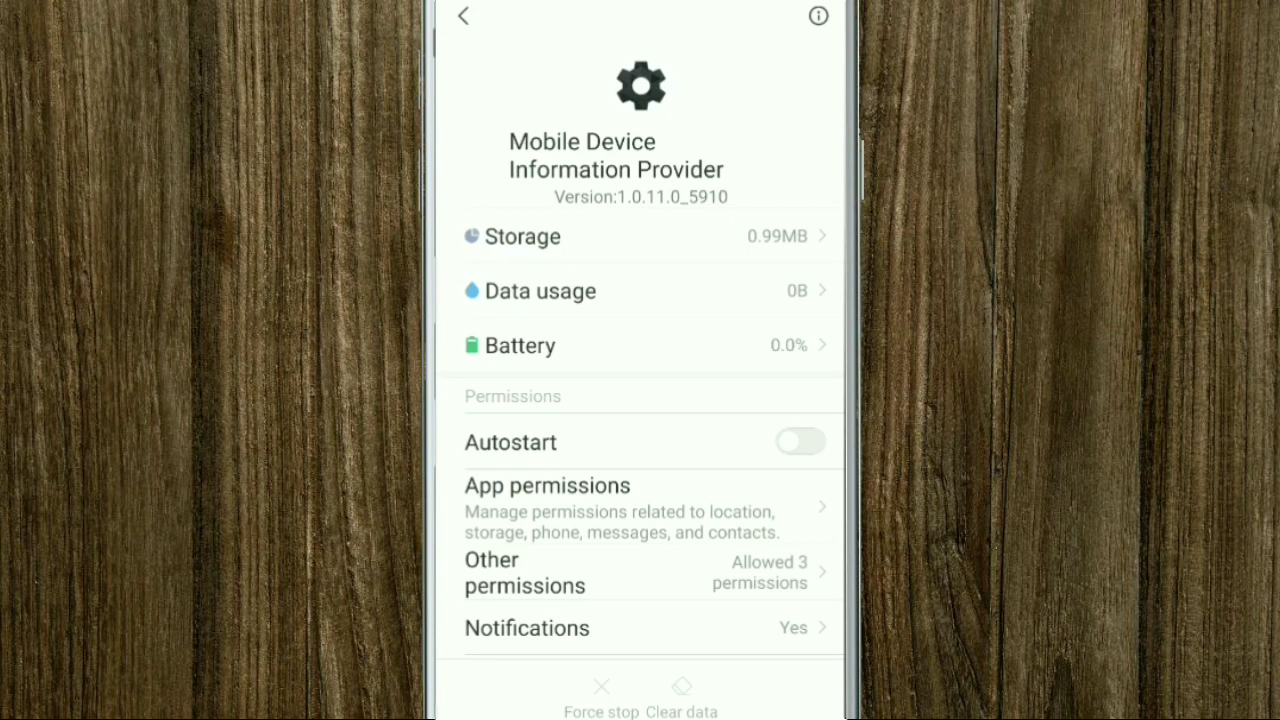 Mobile Device
Information Provider
Version:1.0.11.0_5910
Storage 0.99MB
Data usage 0B
Battery 0.0%
Permissions
Autostart
App permissions
Manage permissions related to location,
storage, phone, messages, and contacts.
Other
permissions
Allowed 3
permissions
Notifications Yes
Force stop Clear data